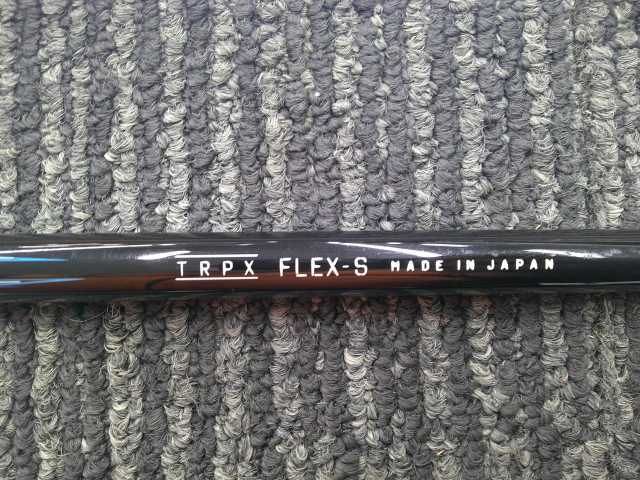 TRPX FLEX-S MADE IN JAPAN